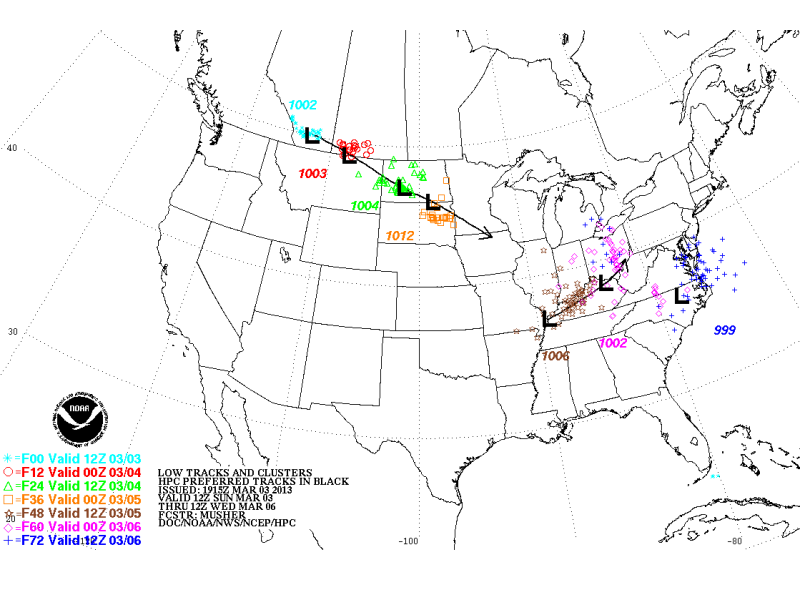 1002
40
1003
1004
1012
30
1002
999
1006
NOAA
✳=F00 Valid 12Z 03/03
○=F12 Valid 00Z 03/04
△=F24 Valid 12Z 03/04
□=F36 Valid 00Z 03/05
☆=F48 Valid 12Z 03/05
◇=F60 Valid 00Z 03/06
+=F72 Valid 12Z 03/06
LOW TRACKS AND CLUSTERS
HPC PREFERRED TRACKS IN BLACK
ISSUED: 1915Z MAR 03 2013
VALID 12Z SUN MAR 03
THRU 12Z WED MAR 06
FCSTR: MUSHER
DOC/NOAA/NWS/NCEP/HPC
20
-100
-80
L
L
L
L
L
L
L